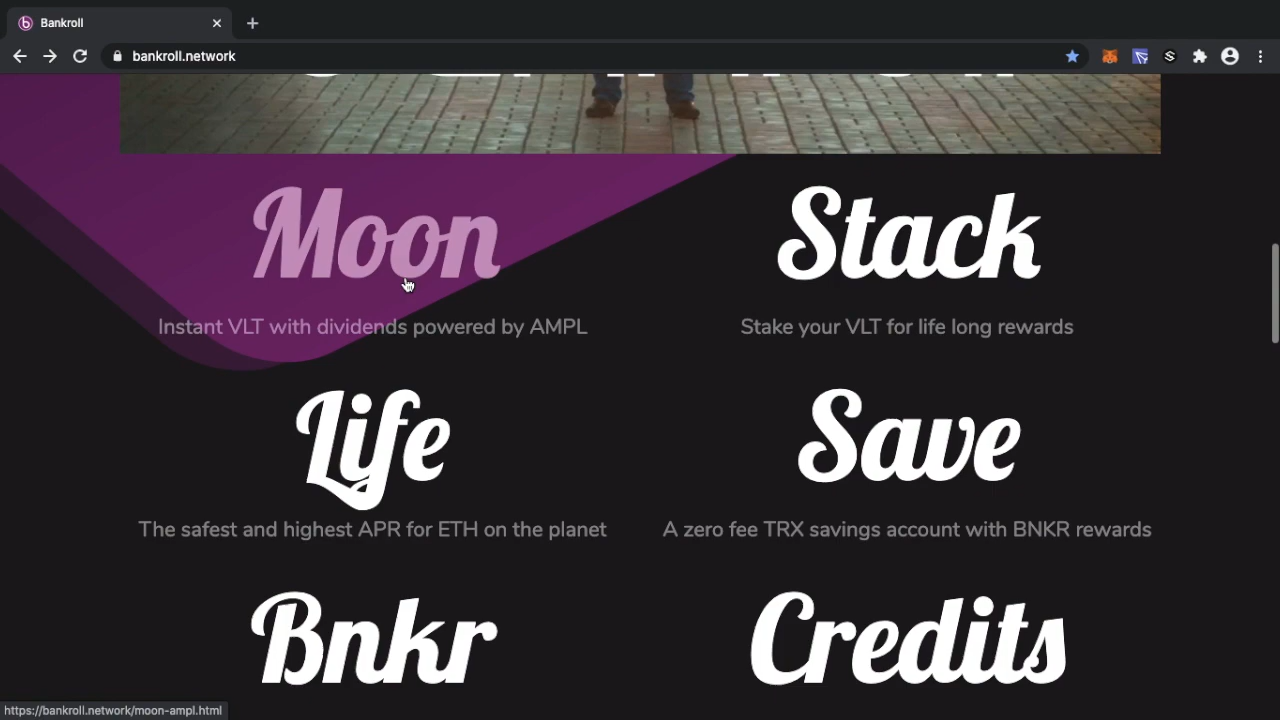 Bankroll
bankroll.network
Moon
Stack
Instant VLT with dividends powered by AMPL
Stake your VLT for life long rewards
Life
Save
The safest and highest APR for ETH on the planet
A zero fee TRX savings account with BNKR rewards
Bnkr
Credits
https://bankroll.network/moon-ampl.html